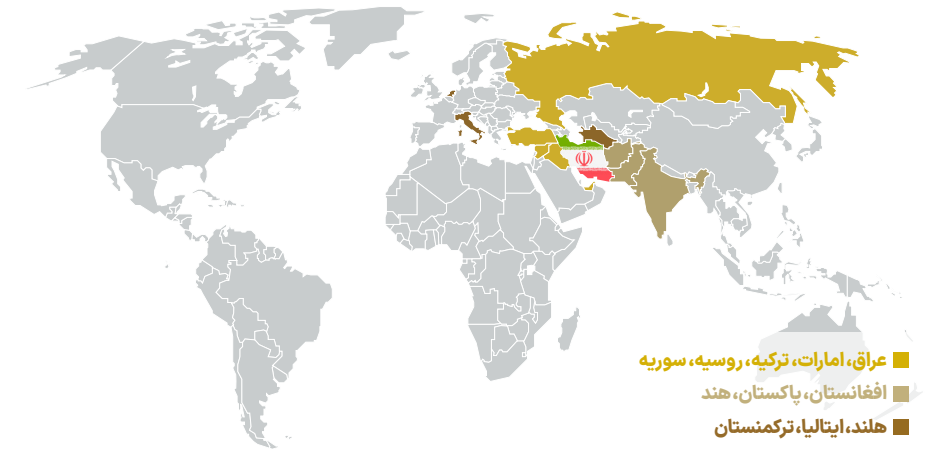 عراق، امارات، ترکیه، روسیه، سوریه
افغانستان، پاکستان، هند
هلند، ایتالیا، ترکمنستان